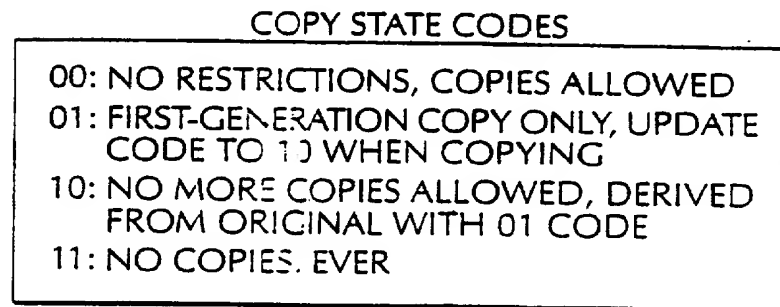 COPY STATE CODES
00: NO RESTRICTIONS, COPIES ALLOWED
01: FIRST-GENERATION COPY ONLY, UPDATE
CODE TO 10 WHEN COPYING
10: NO MORE COPIES ALLOWED, DERIVED
FROM ORIGINAL WITH 01 CODE
11: NO COPIES. EVER